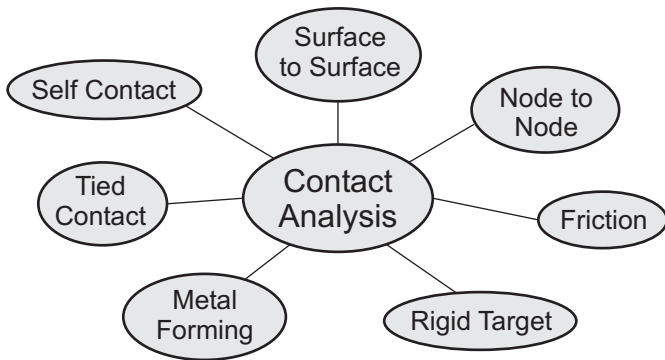 Surface
to Surface
Self Contact
Node to
Node
Contact
Analysis
Tied
Contact
Friction
Metal
Forming
Rigid Target